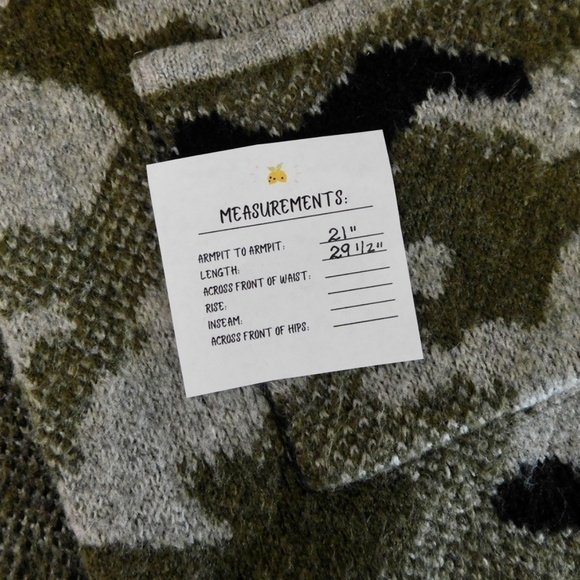 MEASUREMENTS:
ARMPIT TO ARMPIT: 21"
LENGTH: 29 1/2"
ACROSS FRONT OF WAIST:
RISE:
INSEAM:
ACROSS FRONT OF HIPS: